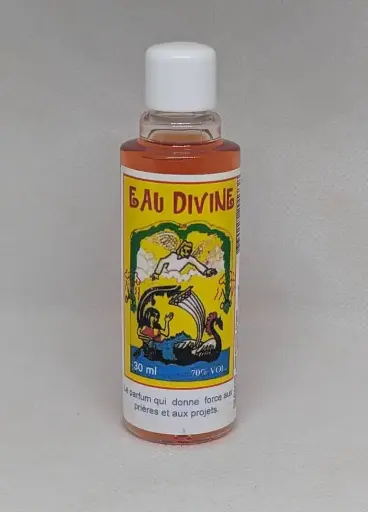 EAU DIVINE
30 ml 70% VOL.
Le parfum qui donne force aux
prières et aux projets.